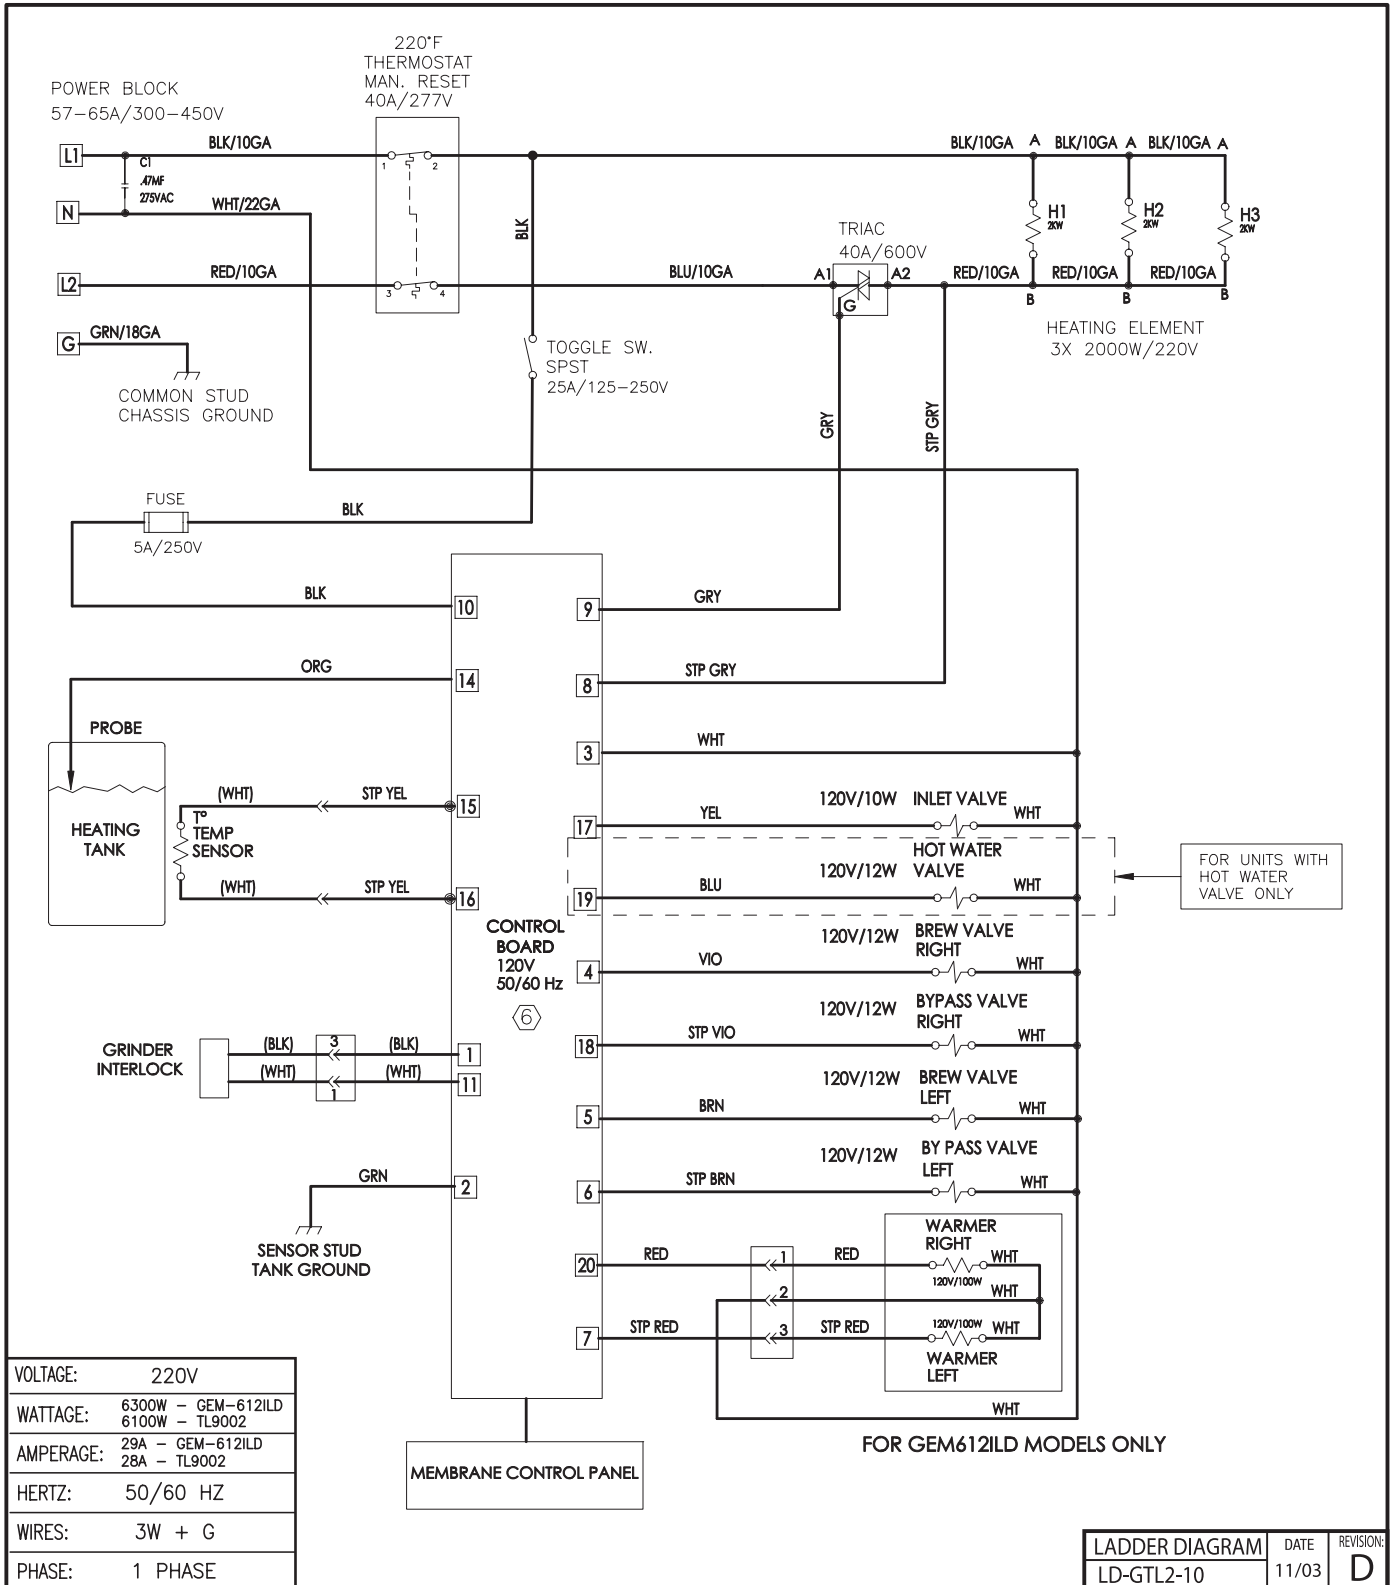 220°F
THERMOSTAT
MAN. RESET
40A/277V
POWER BLOCK
57-65A/300-450V
L1
BLK/10GA
1
2
BLK/10GA A BLK/10GA A BLK/10GA A
C1
.47MF
275VAC
N
WHT/22GA
BLK
H1
2KW
H2
2KW
H3
2KW
TRIAC
40A/600V
L2
RED/10GA
3
4
BLU/10GA
A1
A2
G
RED/10GA
RED/10GA
RED/10GA
B
B
B
HEATING ELEMENT
3X 2000W/220V
G
GRN/18GA
COMMON STUD
CHASSIS GROUND
TOGGLE SW.
SPST
25A/125-250V
GRY
STP GRY
FUSE
5A/250V
BLK
BLK
10
9
GRY
ORG
14
8
STP GRY
PROBE
3
WHT
HEATING
TANK
(WHT)
STP YEL
15
T°
TEMP
SENSOR
(WHT)
STP YEL
16
17
YEL
120V/10W INLET VALVE
WHT
19
BLU
120V/12W
HOT WATER
VALVE
WHT
FOR UNITS WITH
HOT WATER
VALVE ONLY
CONTROL
BOARD
120V
50/60 Hz
6
4
VIO
120V/12W
BREW VALVE
RIGHT
WHT
18
STP VIO
120V/12W
BYPASS VALVE
RIGHT
WHT
GRINDER
INTERLOCK
(BLK)
3
(BLK)
1
(WHT)
1
(WHT)
11
5
BRN
120V/12W
BREW VALVE
LEFT
WHT
6
STP BRN
120V/12W
BY PASS VALVE
LEFT
WHT
GRN
2
SENSOR STUD
TANK GROUND
20
RED
1
RED
WARMER
RIGHT
120V/100W
WHT
2
WHT
7
STP RED
3
STP RED
120V/100W
WHT
WARMER
LEFT
WHT
FOR GEM612ILD MODELS ONLY
MEMBRANE CONTROL PANEL
VOLTAGE: 220V
WATTAGE: 6300W - GEM-612ILD
6100W - TL9002
AMPERAGE: 29A - GEM-612ILD
28A - TL9002
HERTZ: 50/60 HZ
WIRES: 3W + G
PHASE: 1 PHASE
LADDER DIAGRAM
LD-GTL2-10
DATE
11/03
REVISION:
D